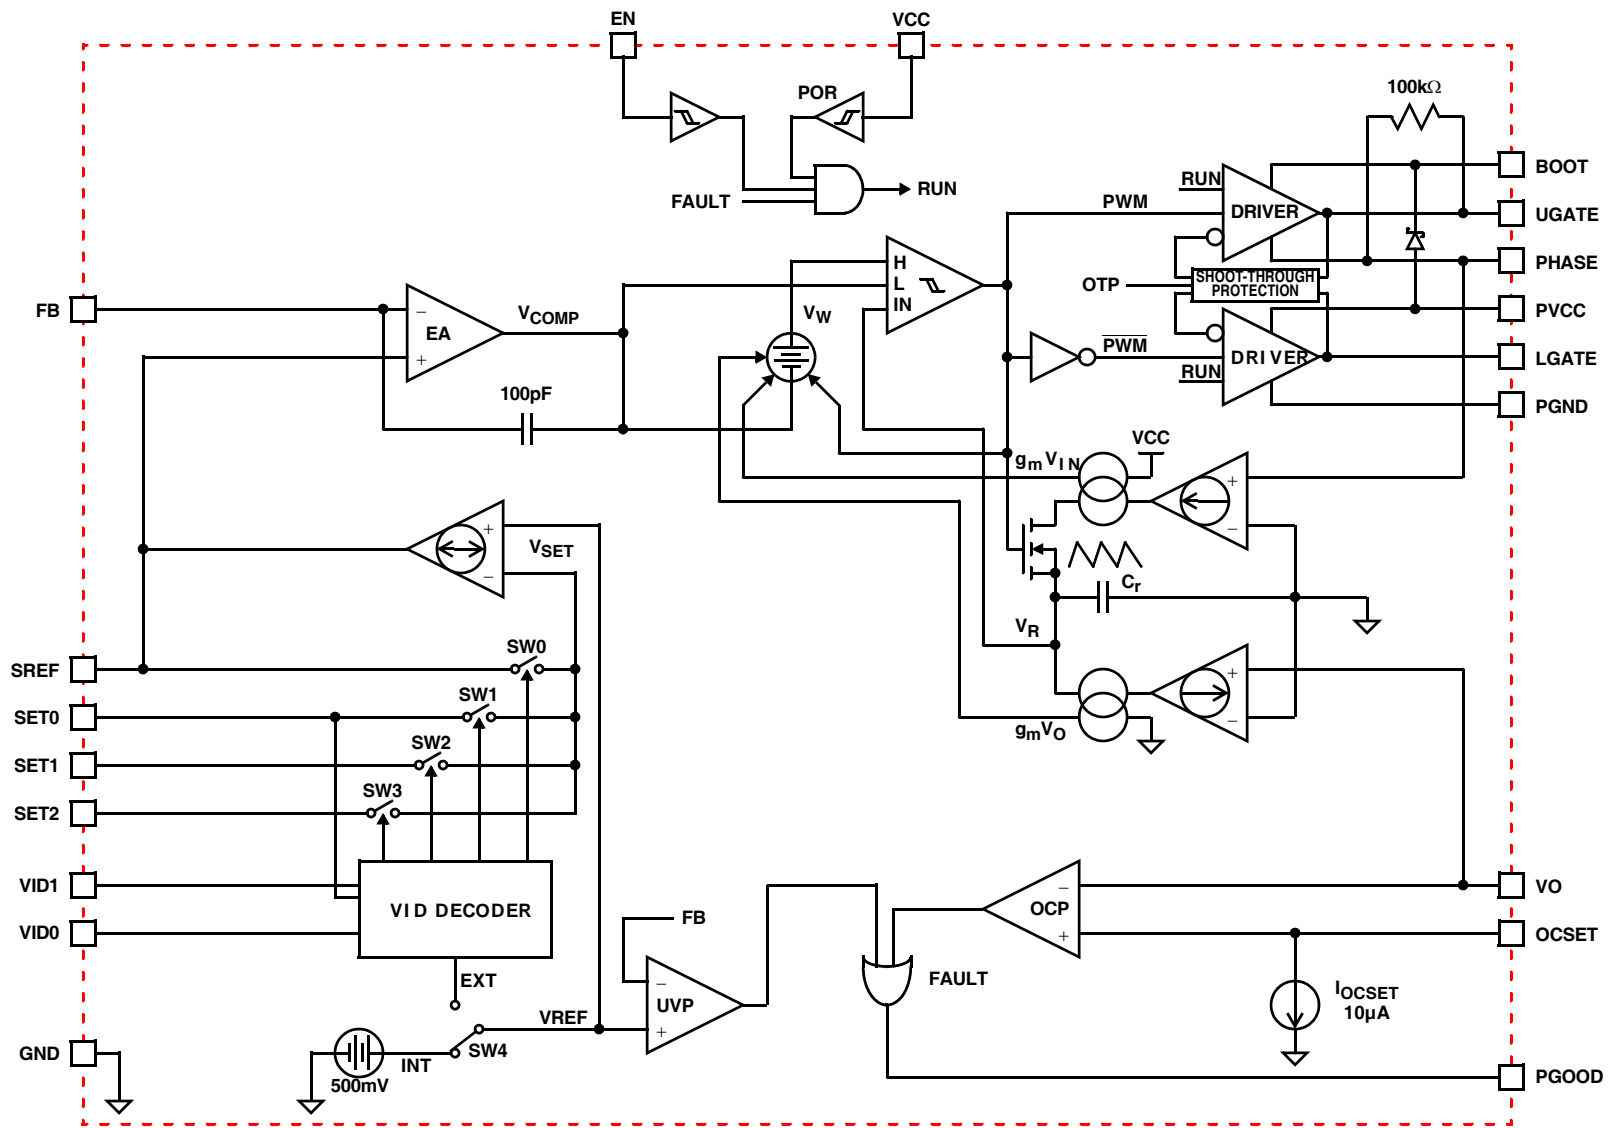 EN
VCC
POR
100kΩ
FAULT
RUN
RUN
PWM
DRIVER
BOOT
UGATE
PHASE
OTP
SHOOT-THROUGH
PROTECTION
FB
−
EA
+
VCOMP
VW
H
L
IN
PWM
DRIVER
RUN
PVCC
LGATE
PGND
100pF
gmVIN
VCC
+
−
+
VSET
−
Cr
VR
+
−
gmVO
SREF
SW0
SET0
SW1
SET1
SW2
SET2
SW3
VID1
VID0
VID DECODER
EXT
FB
−
UVP
+
VREF
SW4
INT
500mV
GND
−
OCP
+
FAULT
VO
OCSET
IOCSET
10µA
PGOOD